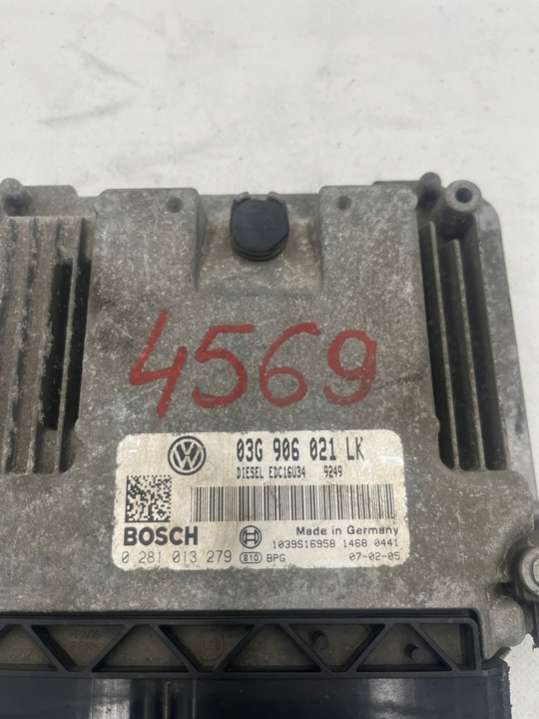 4569
03G 906 021 LK
DIESEL EDC16U34 9249
BOSCH
Made in Germany
1039S16958 1468 0441
0 281 013 279 810 BPG 07-02-05